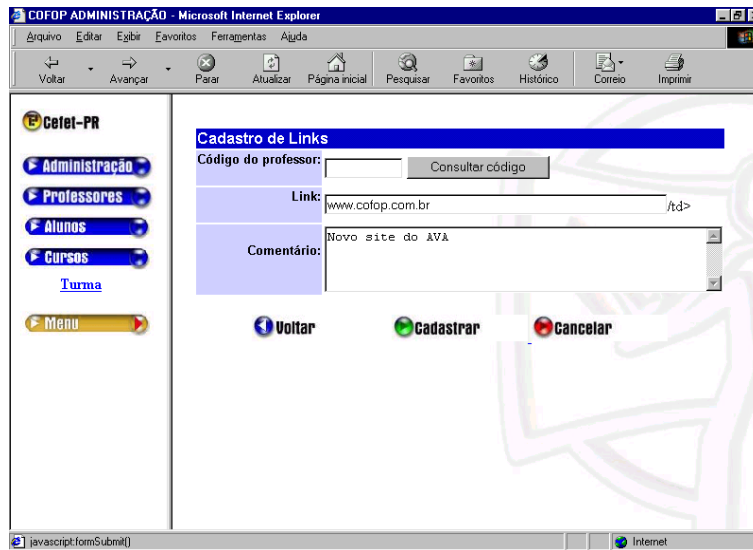 COFOP ADMINISTRAÇÃO - Microsoft Internet Explorer
Arquivo Editar Exibir Favoritos Ferramentas Ajuda
Voltar Avançar Parar Atualizar Página inicial Pesquisar Favoritos Histórico Correio Imprimir
Cefet-PR
Administração
Professores
Alunos
Cursos
Turma
Menu
Cadastro de Links
Código do professor: Consultar código
Link: www.cofop.com.br /td>
Comentário: Novo site do AVA
Voltar Cadastrar Cancelar
javascript:formSubmit() Internet